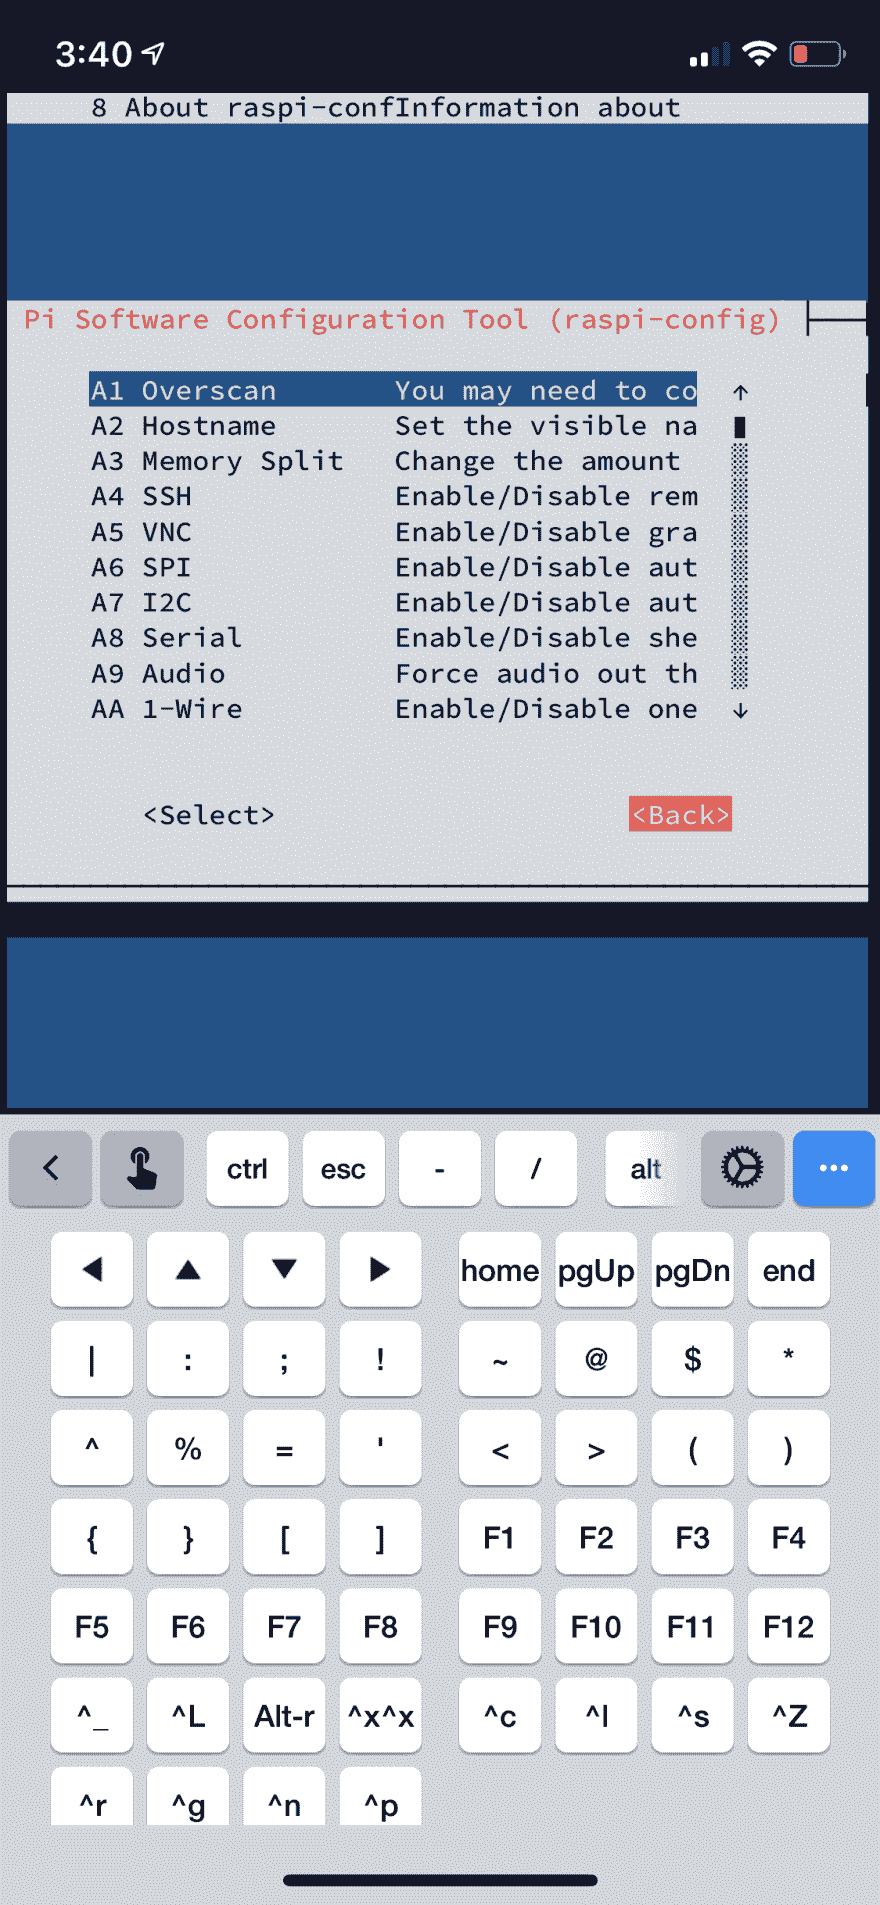 3:40
8 About raspi-confInformation about
Pi Software Configuration Tool (raspi-config)
A1 Overscan You may need to co
A2 Hostname Set the visible na
A3 Memory Split Change the amount
A4 SSH Enable/Disable rem
A5 VNC Enable/Disable gra
A6 SPI Enable/Disable aut
A7 I2C Enable/Disable aut
A8 Serial Enable/Disable she
A9 Audio Force audio out th
AA 1-Wire Enable/Disable one
<Select> <Back>
ctrl esc - / alt ...
home pgUp pgDn end
| : ; ! ~ @ $ *
^ % = ' < > ( )
{ } [ ] F1 F2 F3 F4
F5 F6 F7 F8 F9 F10 F11 F12
^_ ^L Alt-r ^x^x ^c ^l ^s ^Z
^r ^g ^n ^p